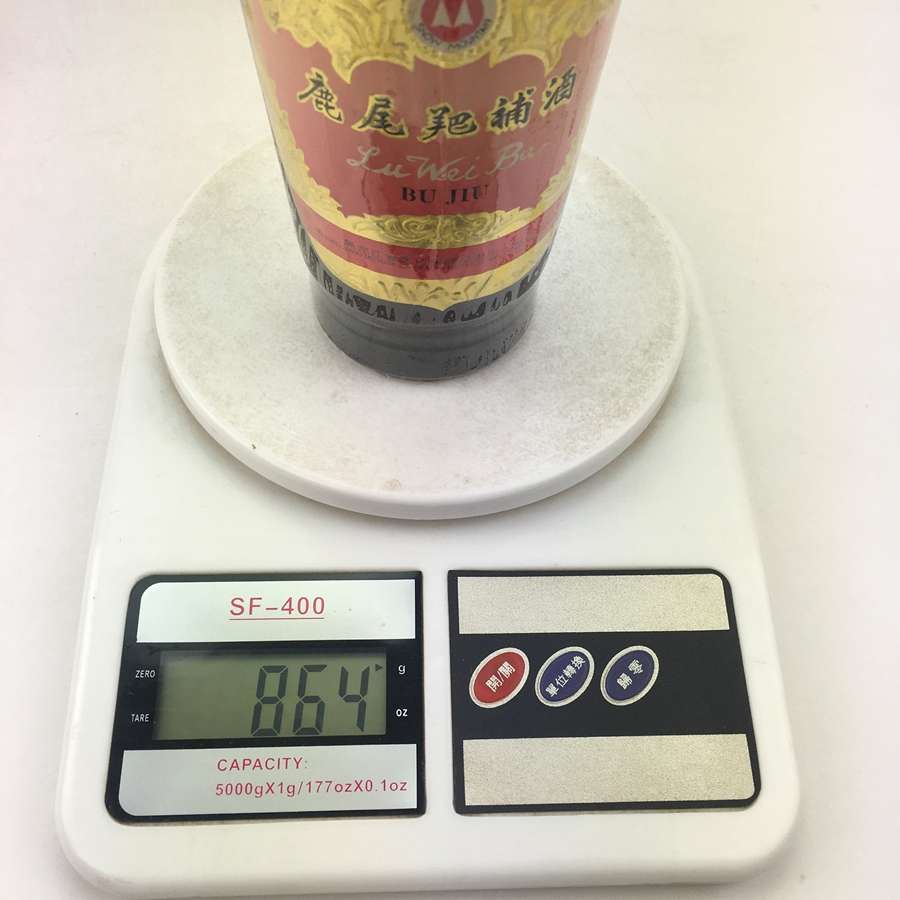 鹿尾羓補酒
Lu Wei Ba
BU JIU
SF-400
ZERO
TARE
864
g
oz
CAPACITY:
5000gX1g/177ozX0.1oz
開/關
單位轉換
歸零